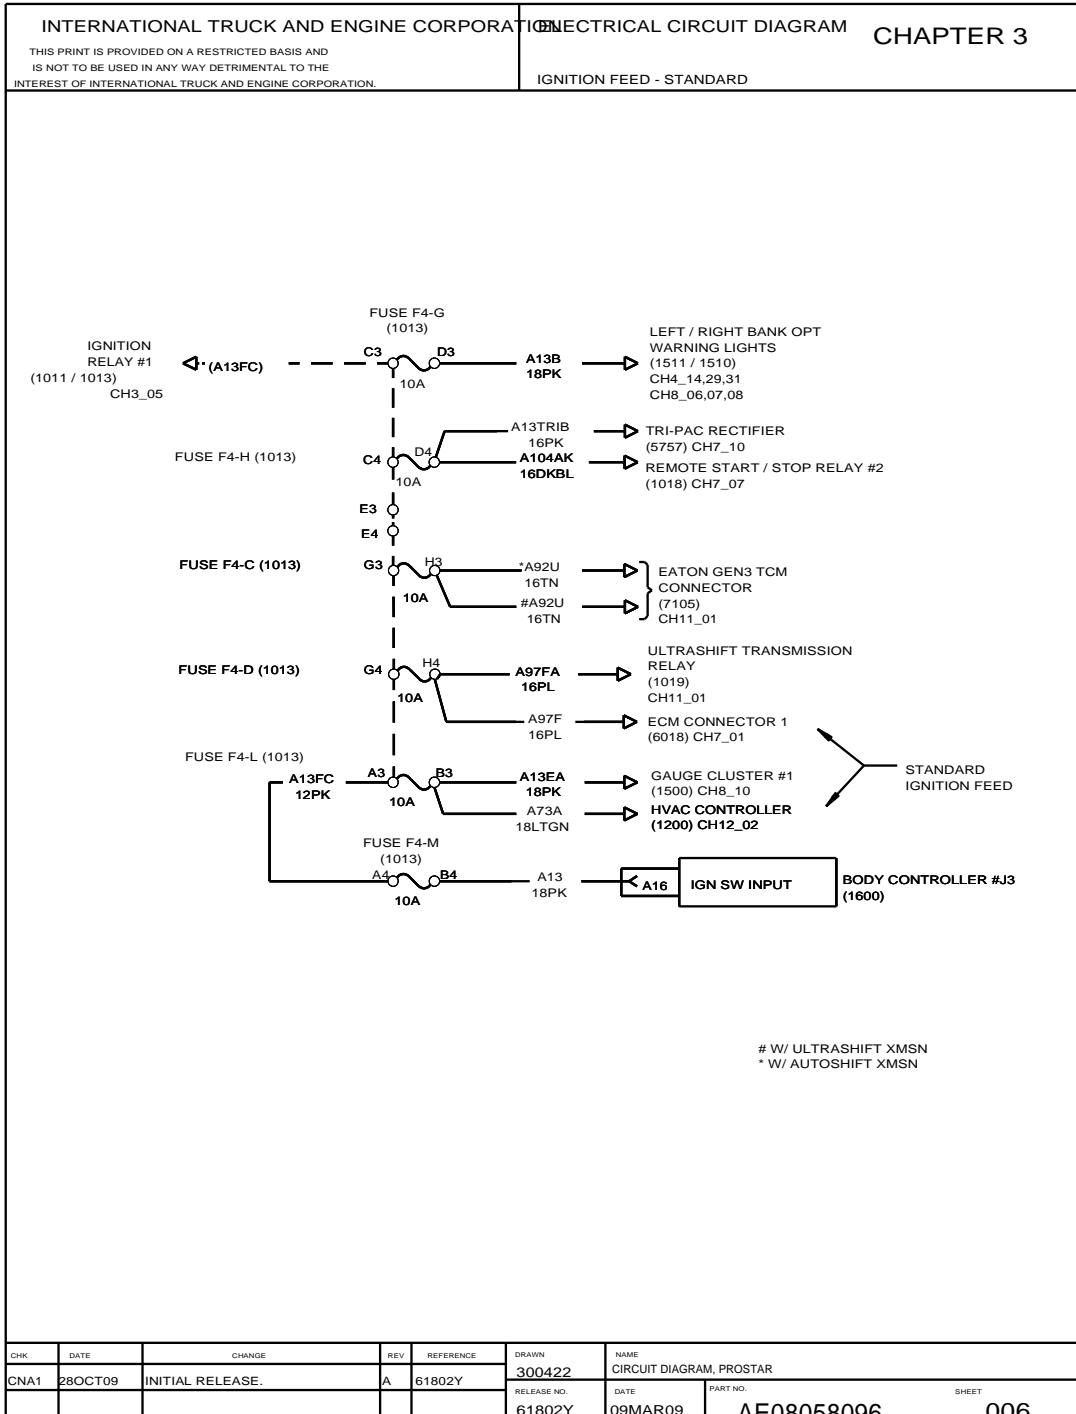 INTERNATIONAL TRUCK AND ENGINE CORPORATION
ELECTRICAL CIRCUIT DIAGRAM
CHAPTER 3
THIS PRINT IS PROVIDED ON A RESTRICTED BASIS AND
IS NOT TO BE USED IN ANY WAY DETRIMENTAL TO THE
INTEREST OF INTERNATIONAL TRUCK AND ENGINE CORPORATION.
IGNITION FEED - STANDARD
FUSE F4-G
(1013)
IGNITION
RELAY #1
(1011 / 1013)
CH3_05
(A13FC)
C3
D3
10A
A13B
18PK
LEFT / RIGHT BANK OPT
WARNING LIGHTS
(1511 / 1510)
CH4_14,29,31
CH8_06,07,08
FUSE F4-H (1013)
C4
D4
10A
A13TRIB
16PK
TRI-PAC RECTIFIER
(5757) CH7_10
A104AK
16DKBL
REMOTE START / STOP RELAY #2
(1018) CH7_07
E3
E4
FUSE F4-C (1013)
G3
H3
10A
*A92U
16TN
#A92U
16TN
EATON GEN3 TCM
CONNECTOR
(7105)
CH11_01
FUSE F4-D (1013)
G4
H4
10A
A97FA
16PL
ULTRASHIFT TRANSMISSION
RELAY
(1019)
CH11_01
A97F
16PL
ECM CONNECTOR 1
(6018) CH7_01
FUSE F4-L (1013)
A13FC
12PK
A3
B3
10A
A13EA
18PK
GAUGE CLUSTER #1
(1500) CH8_10
A73A
18LTGN
HVAC CONTROLLER
(1200) CH12_02
STANDARD
IGNITION FEED
FUSE F4-M
(1013)
A4
B4
10A
A13
18PK
A16
IGN SW INPUT
BODY CONTROLLER #J3
(1600)
# W/ ULTRASHIFT XMSN
* W/ AUTOSHIFT XMSN
CHK DATE CHANGE REV REFERENCE
CNA1 28OCT09 INITIAL RELEASE. A 61802Y
DRAWN
300422
NAME
CIRCUIT DIAGRAM, PROSTAR
RELEASE NO.
61802Y
DATE
09MAR09
PART NO.
AE08058096
SHEET
006